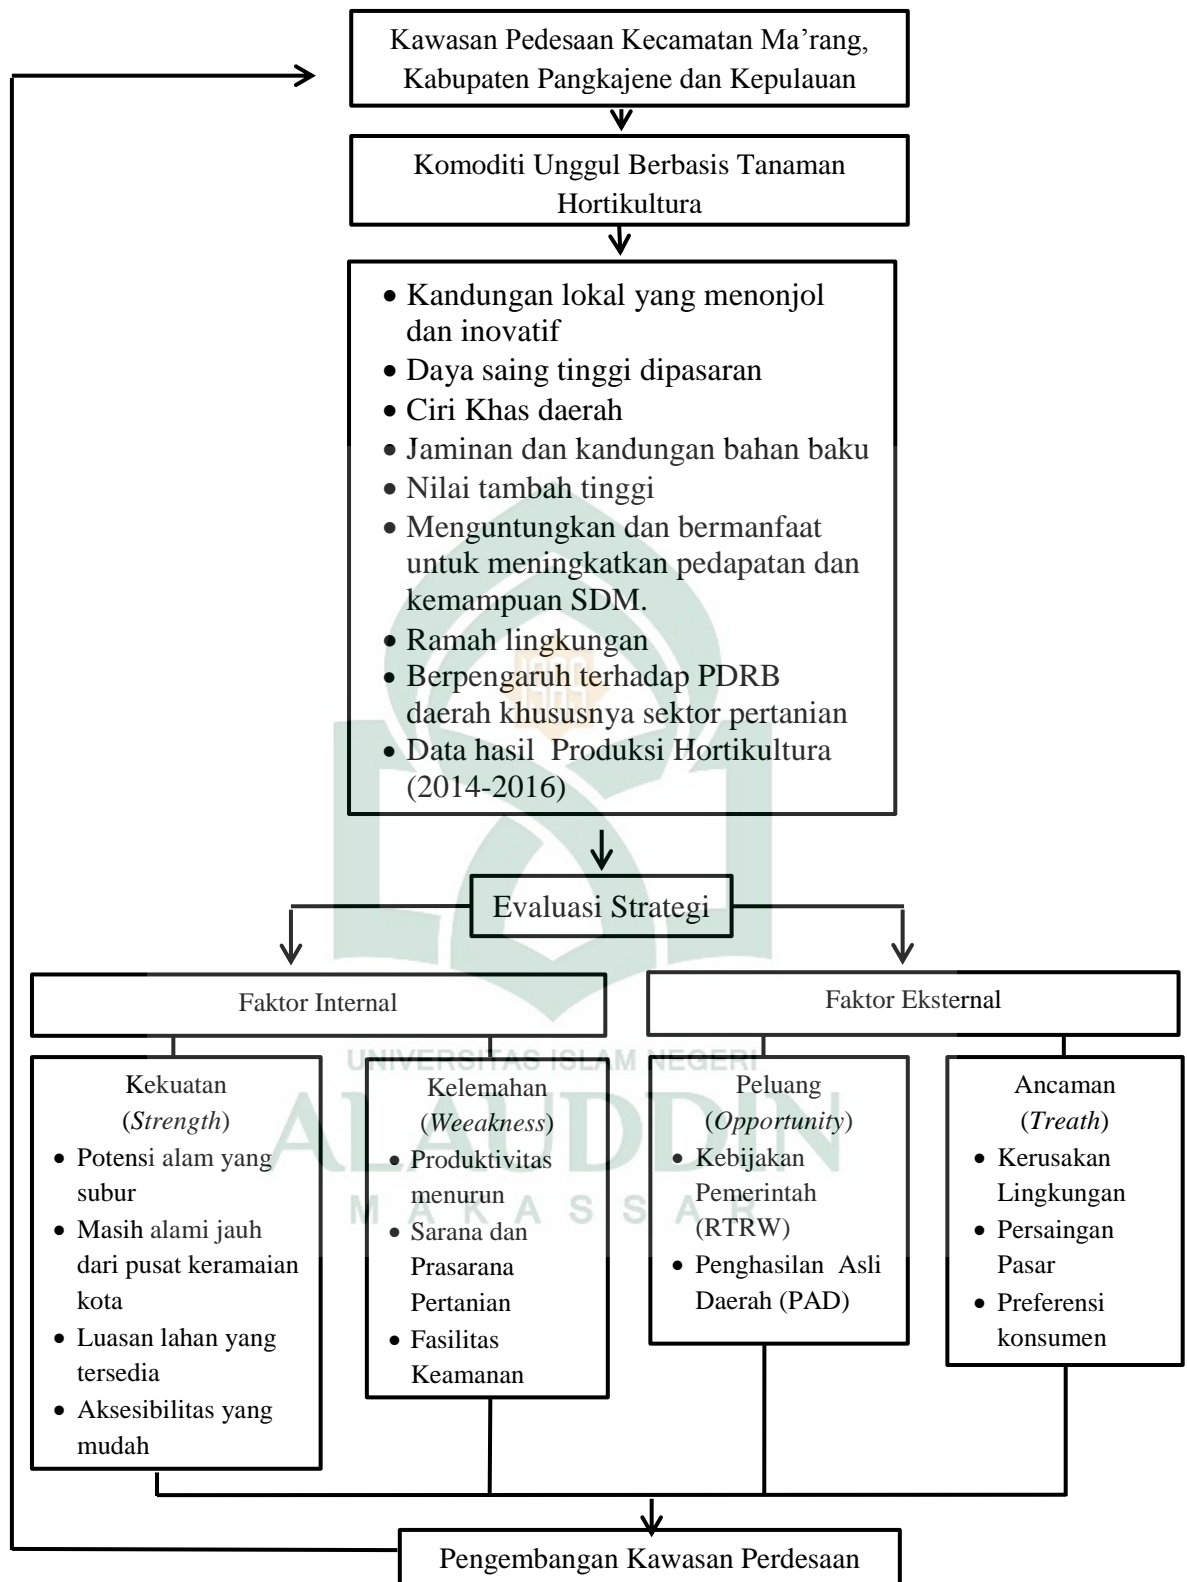 Kawasan Pedesaan Kecamatan Ma’rang,
Kabupaten Pangkajene dan Kepulauan
Komoditi Unggul Berbasis Tanaman
Hortikultura
• Kandungan lokal yang menonjol
dan inovatif
• Daya saing tinggi dipasaran
• Ciri Khas daerah
• Jaminan dan kandungan bahan baku
• Nilai tambah tinggi
• Menguntungkan dan bermanfaat
untuk meningkatkan pedapatan dan
kemampuan SDM.
• Ramah lingkungan
• Berpengaruh terhadap PDRB
daerah khususnya sektor pertanian
• Data hasil Produksi Hortikultura
(2014-2016)
1985
Evaluasi Strategi
Faktor Internal
Faktor Eksternal
UNIVERSITAS ISLAM NEGERI
ALAUDDIN
MAKASSAR
Kekuatan
(Strength)
• Potensi alam yang
subur
• Masih alami jauh
dari pusat keramaian
kota
• Luasan lahan yang
tersedia
• Aksesibilitas yang
mudah
Kelemahan
(Weeakness)
• Produktivitas
menurun
• Sarana dan
Prasarana
Pertanian
• Fasilitas
Keamanan
Peluang
(Opportunity)
• Kebijakan
Pemerintah
(RTRW)
• Penghasilan Asli
Daerah (PAD)
Ancaman
(Treath)
• Kerusakan
Lingkungan
• Persaingan
Pasar
• Preferensi
konsumen
Pengembangan Kawasan Perdesaan